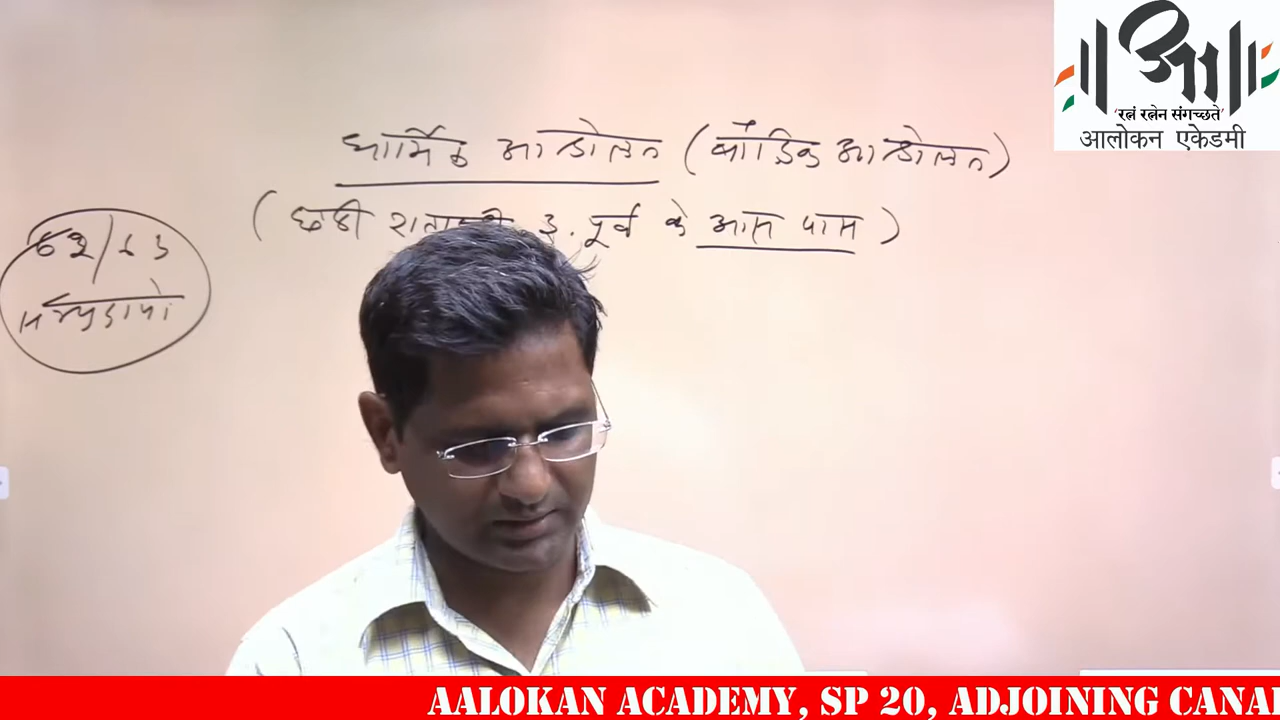 आ
'रत्नं रत्नेन संगच्छते'
आलोकन एकेडमी
धार्मिक आन्दोलन (बौद्धिक आन्दोलन)
(छठी शताब्दी ई. पूर्व के आस पास)
62/63
सम्प्रदायो
AALOKAN ACADEMY, SP 20, ADJOINING CANAL